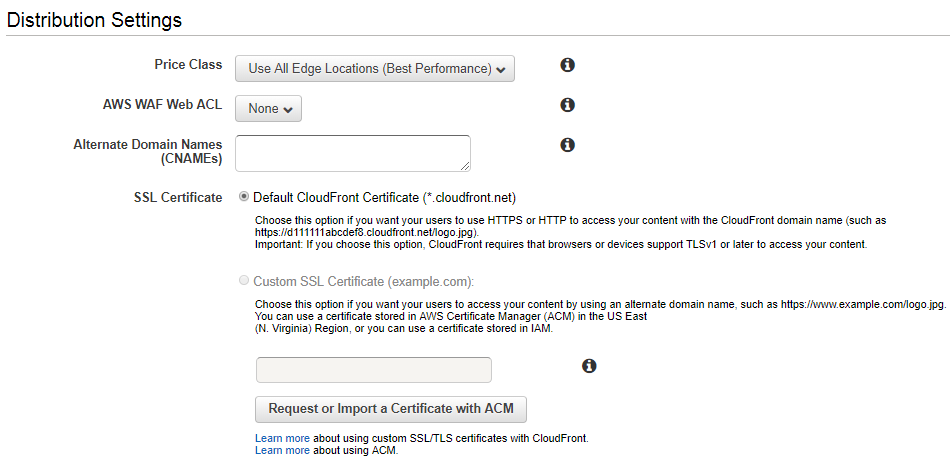 Distribution Settings
Price Class
Use All Edge Locations (Best Performance)
AWS WAF Web ACL
None
Alternate Domain Names
(CNAMEs)
SSL Certificate
Default CloudFront Certificate (*.cloudfront.net)
Choose this option if you want your users to use HTTPS or HTTP to access your content with the CloudFront domain name (such as
https://d111111abcdef8.cloudfront.net/logo.jpg).
Important: If you choose this option, CloudFront requires that browsers or devices support TLSv1 or later to access your content.
Custom SSL Certificate (example.com):
Choose this option if you want your users to access your content by using an alternate domain name, such as https://www.example.com/logo.jpg.
You can use a certificate stored in AWS Certificate Manager (ACM) in the US East
(N. Virginia) Region, or you can use a certificate stored in IAM.
Request or Import a Certificate with ACM
Learn more about using custom SSL/TLS certificates with CloudFront.
Learn more about using ACM.